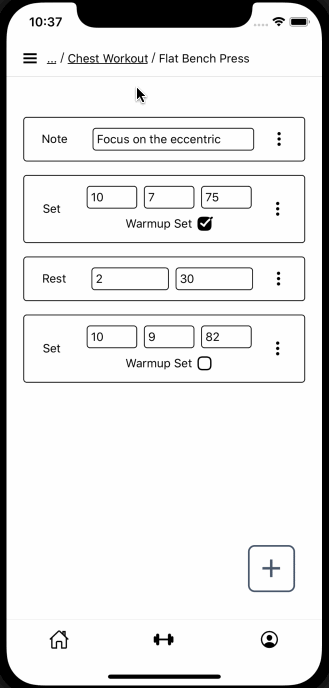 10:37
... / Chest Workout / Flat Bench Press
Note Focus on the eccentric
10 7 75
Set
Warmup Set
Rest 2 30
10 9 82
Set
Warmup Set